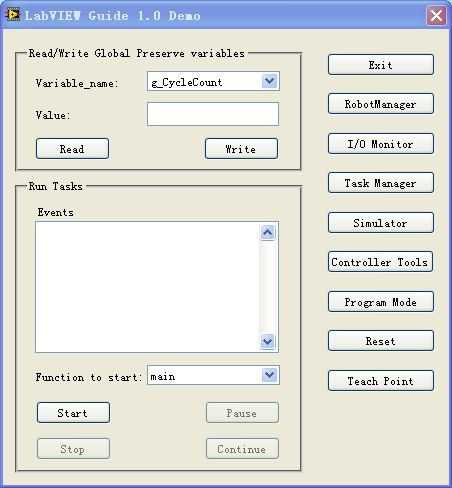 LabVIEW Guide 1.0 Demo
Read/Write Global Preserve variables
Variable_name: g_CycleCount
Value:
Read Write
Run Tasks
Events
Function to start: main
Start Pause
Stop Continue
Exit
RobotManager
I/O Monitor
Task Manager
Simulator
Controller Tools
Program Mode
Reset
Teach Point